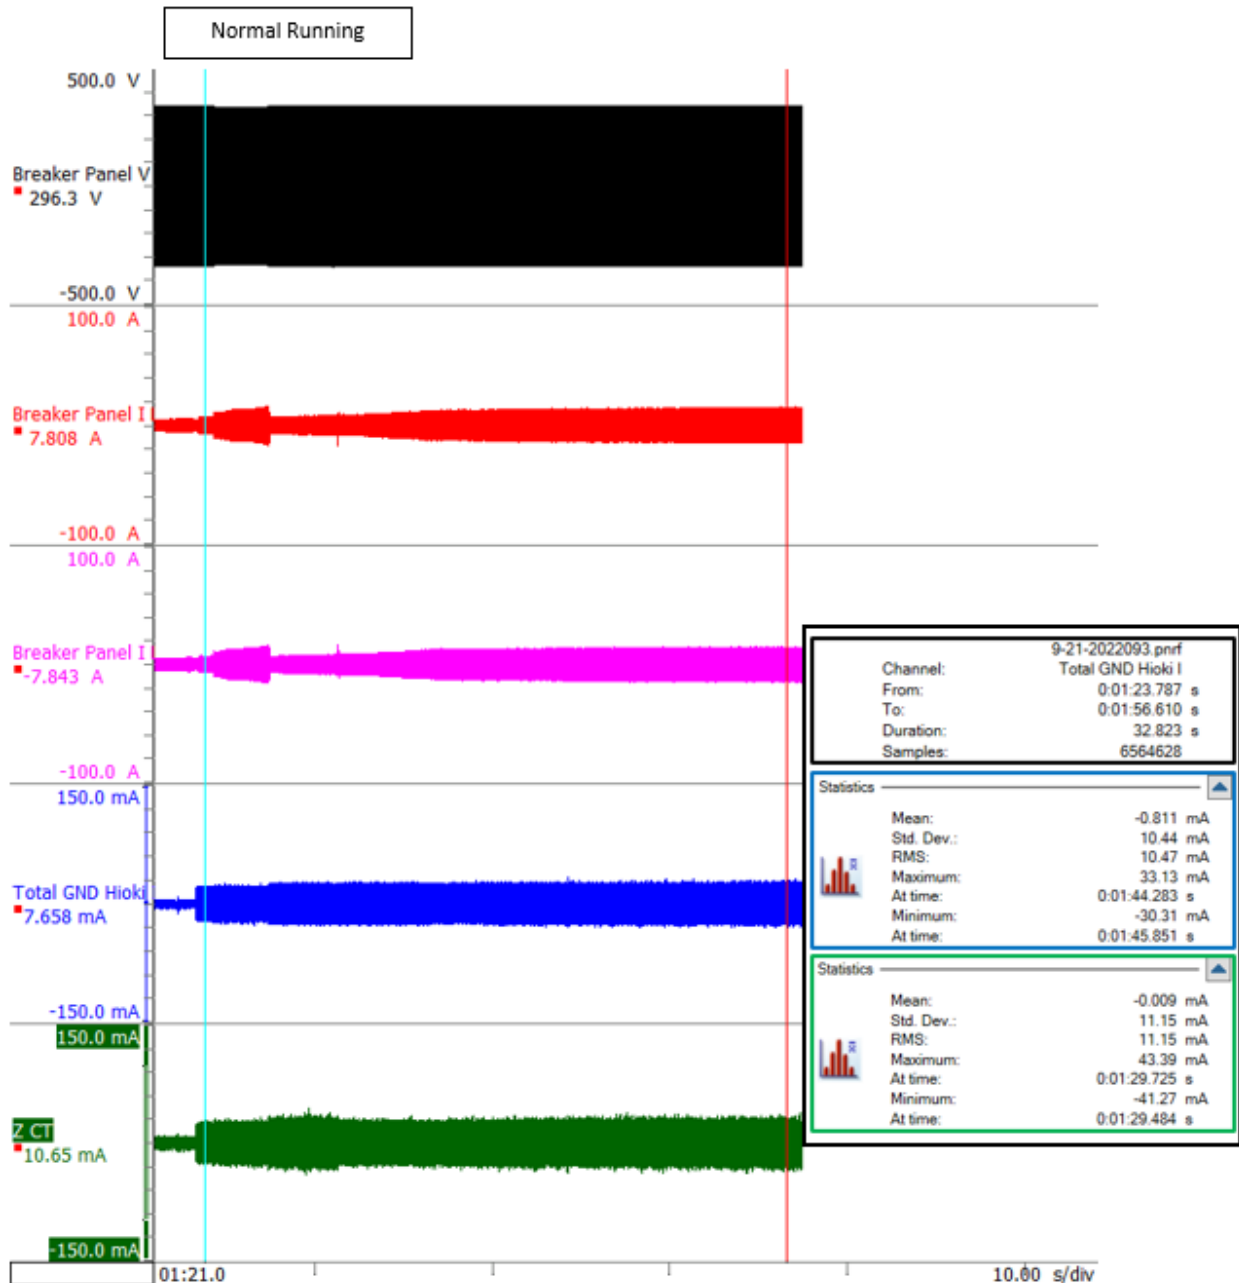 Normal Running
500.0 V
Breaker Panel V
296.3 V
-500.0 V
100.0 A
Breaker Panel I
7.808 A
-100.0 A
100.0 A
Breaker Panel I
-7.843 A
-100.0 A
150.0 mA
Total GND Hioki
7.658 mA
-150.0 mA
150.0 mA
Z CT
10.65 mA
-150.0 mA
01:21.0 10.00 s/div
9-21-2022093.pnrf
Channel: Total GND Hioki I
From: 0:01:23.787 s
To: 0:01:56.610 s
Duration: 32.823 s
Samples: 6564628
Statistics
Mean: -0.811 mA
Std. Dev.: 10.44 mA
RMS: 10.47 mA
Maximum: 33.13 mA
At time: 0:01:44.283 s
Minimum: -30.31 mA
At time: 0:01:45.851 s
Statistics
Mean: -0.009 mA
Std. Dev.: 11.15 mA
RMS: 11.15 mA
Maximum: 43.39 mA
At time: 0:01:29.725 s
Minimum: -41.27 mA
At time: 0:01:29.484 s